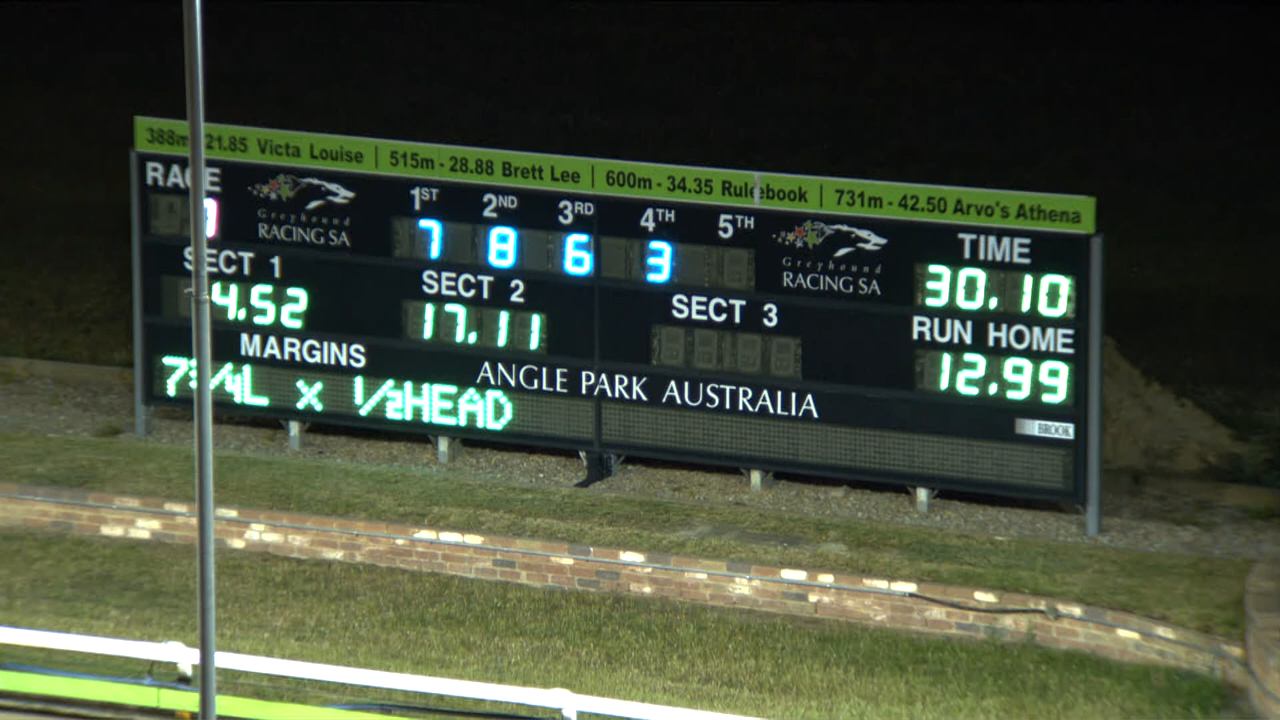 388m 21.85 Victa Louise | 515m - 28.88 Brett Lee | 600m - 34.35 Rulebook | 731m - 42.50 Arvo's Athena
RACE
Greyhound
RACING SA
1ST 2ND 3RD 4TH 5TH
7 8 6 3
Greyhound
RACING SA
TIME
30.10
SECT 1
4.52
SECT 2
17.11
SECT 3
RUN HOME
12.99
MARGINS
7¾L x ½HEAD
ANGLE PARK AUSTRALIA
BROOK